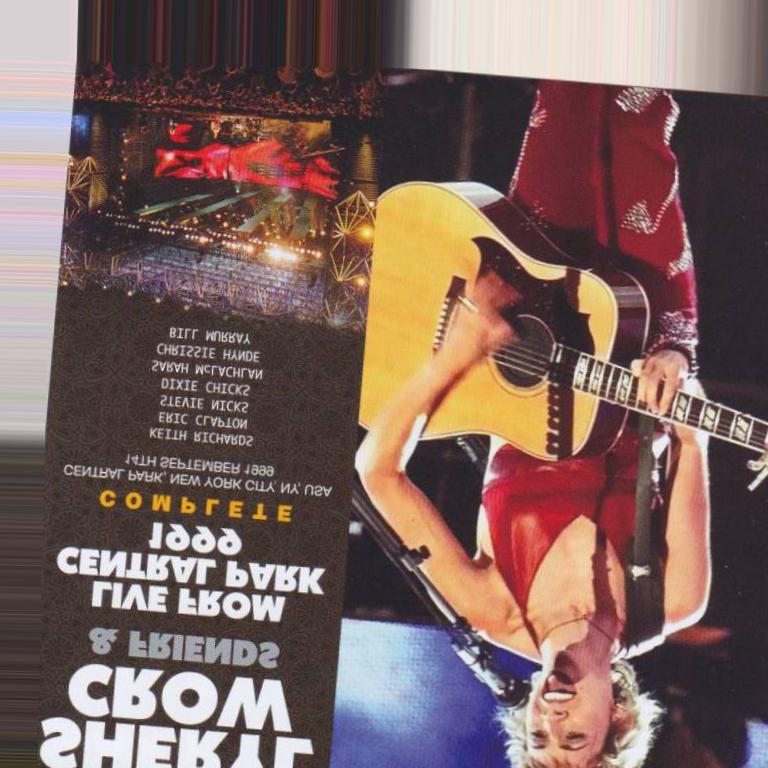 SHERYL
CROW
& FRIENDS
LIVE FROM
CENTRAL PARK
1999
COMPLETE
CENTRAL PARK, NEW YORK CITY, NY, USA
14TH SEPTEMBER 1999
KEITH RICHARDS
ERIC CLAPTON
STEVIE NICKS
DIXIE CHICKS
SARAH McLACHLAN
CHRISSIE HYNDE
BILL MURRAY